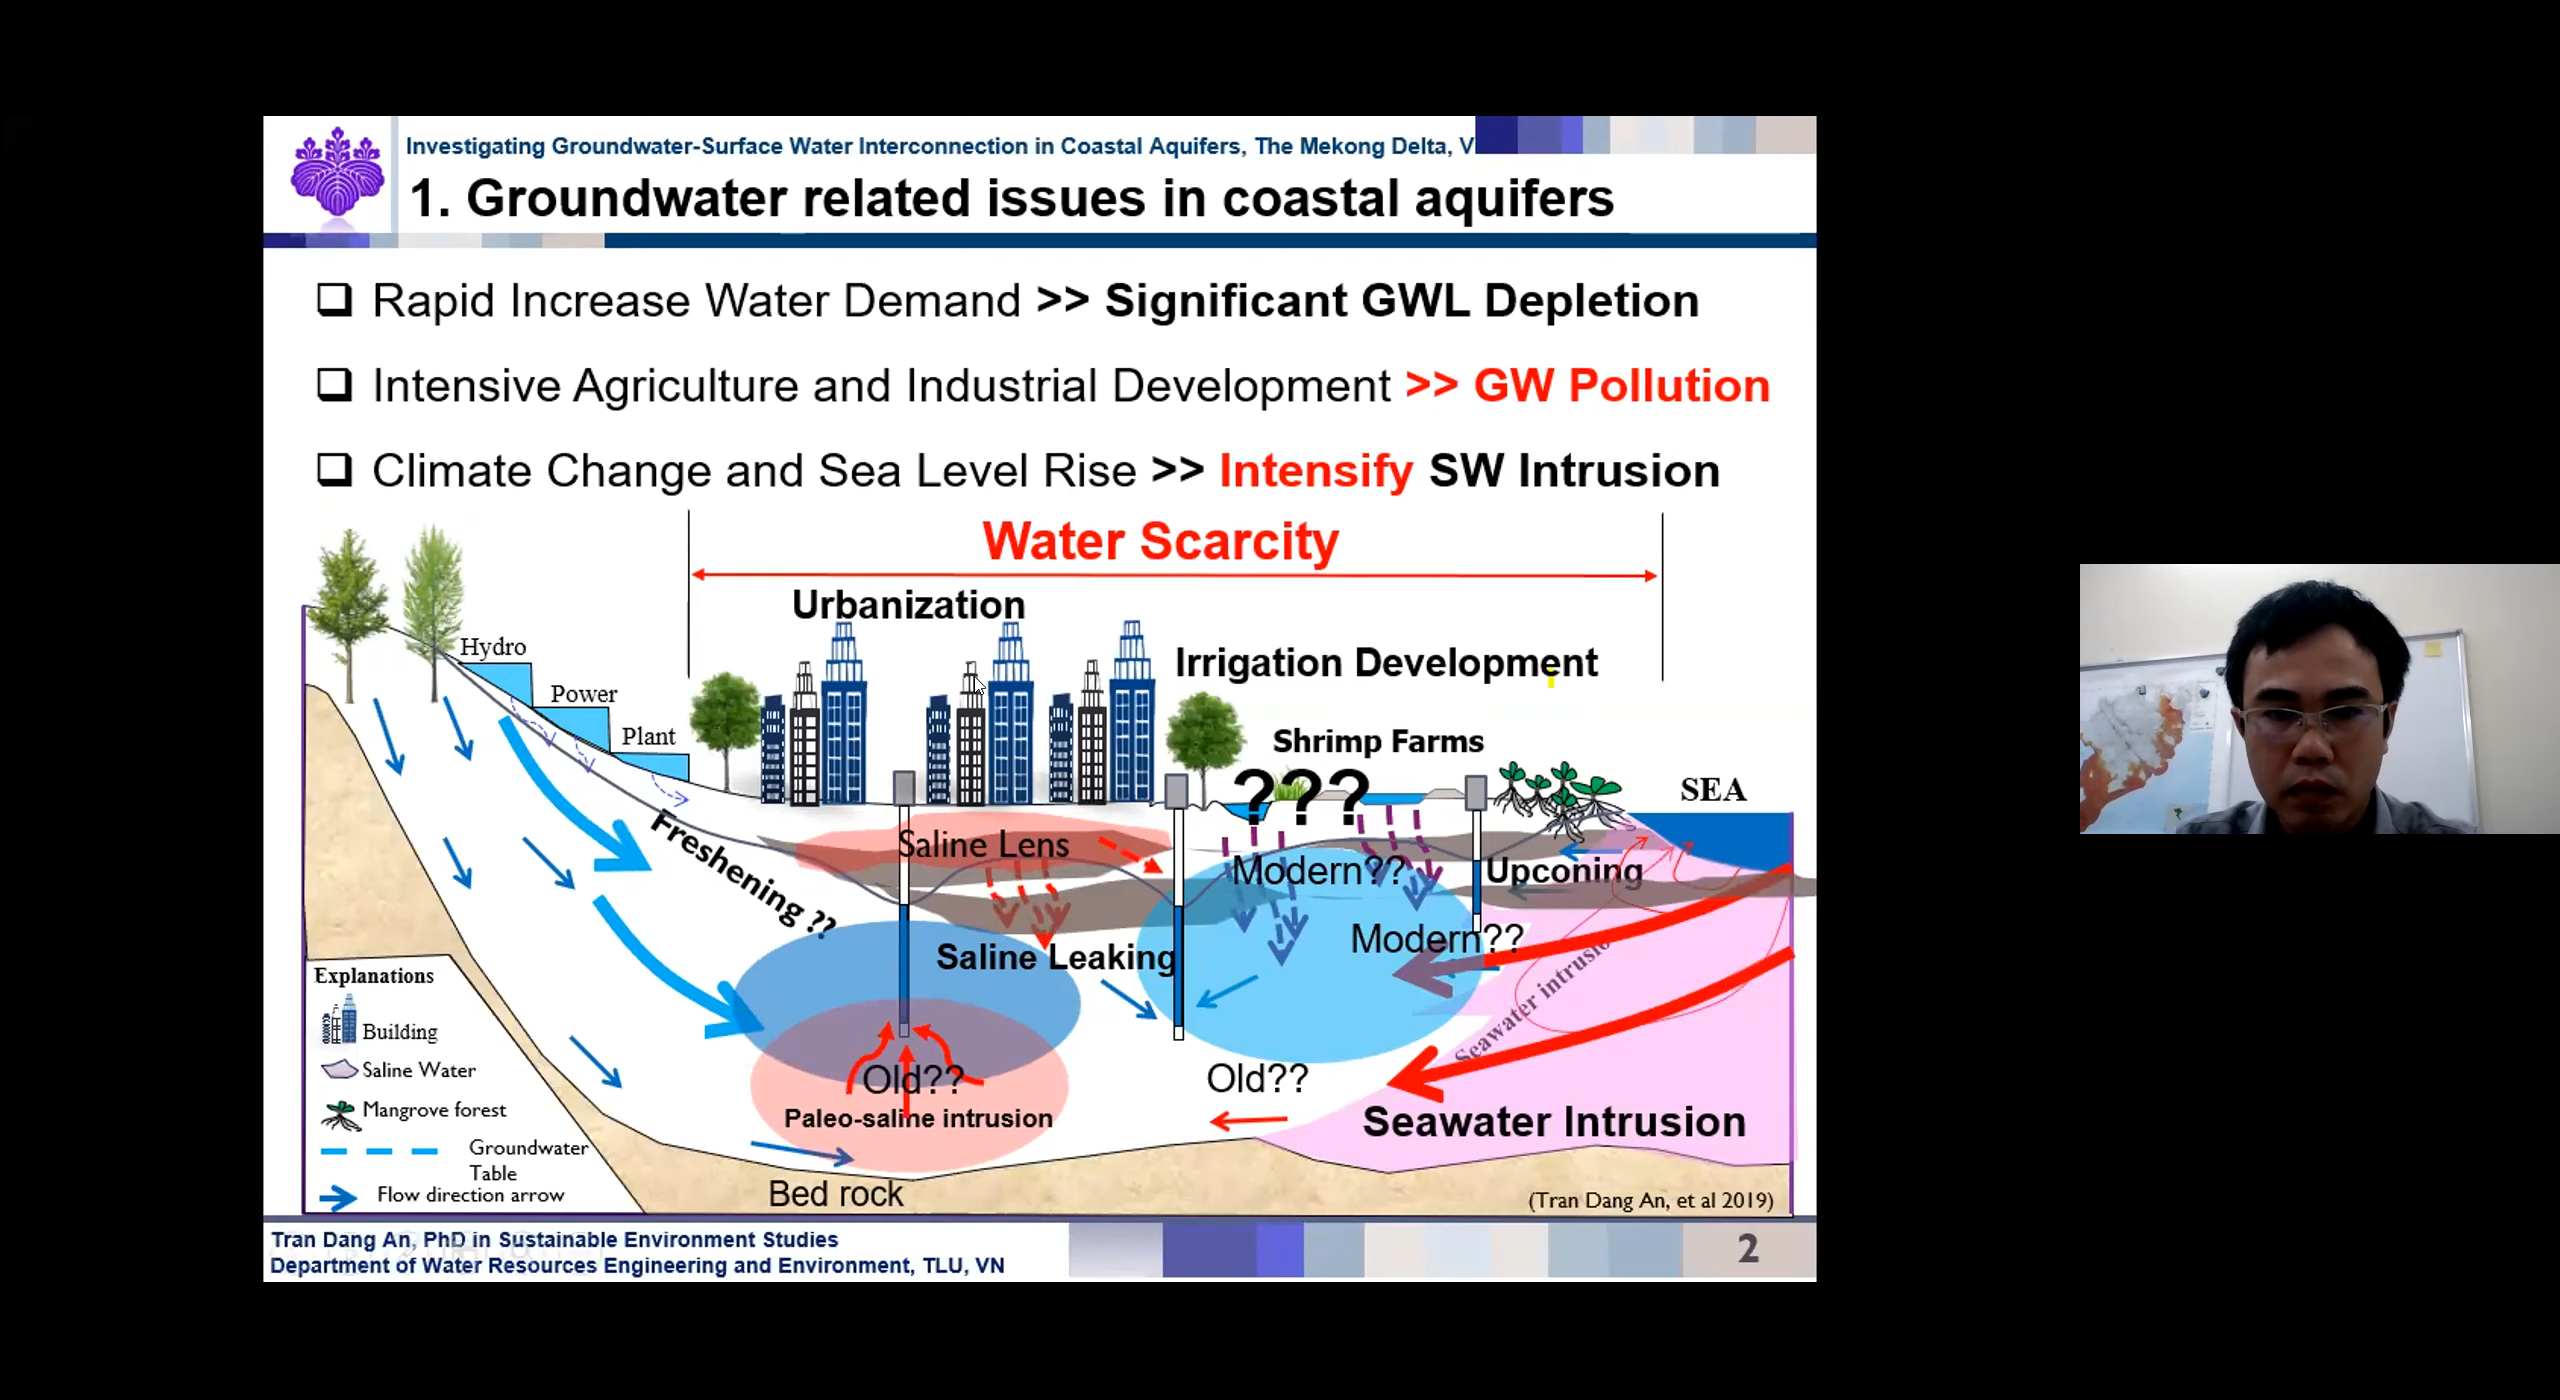 Investigating Groundwater-Surface Water Interconnection in Coastal Aquifers, The Mekong Delta, V
1. Groundwater related issues in coastal aquifers
Rapid Increase Water Demand >> Significant GWL Depletion
Intensive Agriculture and Industrial Development >> GW Pollution
Climate Change and Sea Level Rise >> Intensify SW Intrusion
Water Scarcity
Urbanization
Irrigation Development
Hydro
Power
Plant
Shrimp Farms
???
SEA
Freshening ??
Saline Lens
Modern??
Upconing
Modern??
Saline Leaking
Seawater intrusio
Old??
Old??
Paleo-saline intrusion
Seawater Intrusion
Bed rock
Explanations
Building
Saline Water
Mangrove forest
Groundwater
Table
Flow direction arrow
(Tran Dang An, et al 2019)
Tran Dang An, PhD in Sustainable Environment Studies
Department of Water Resources Engineering and Environment, TLU, VN
2